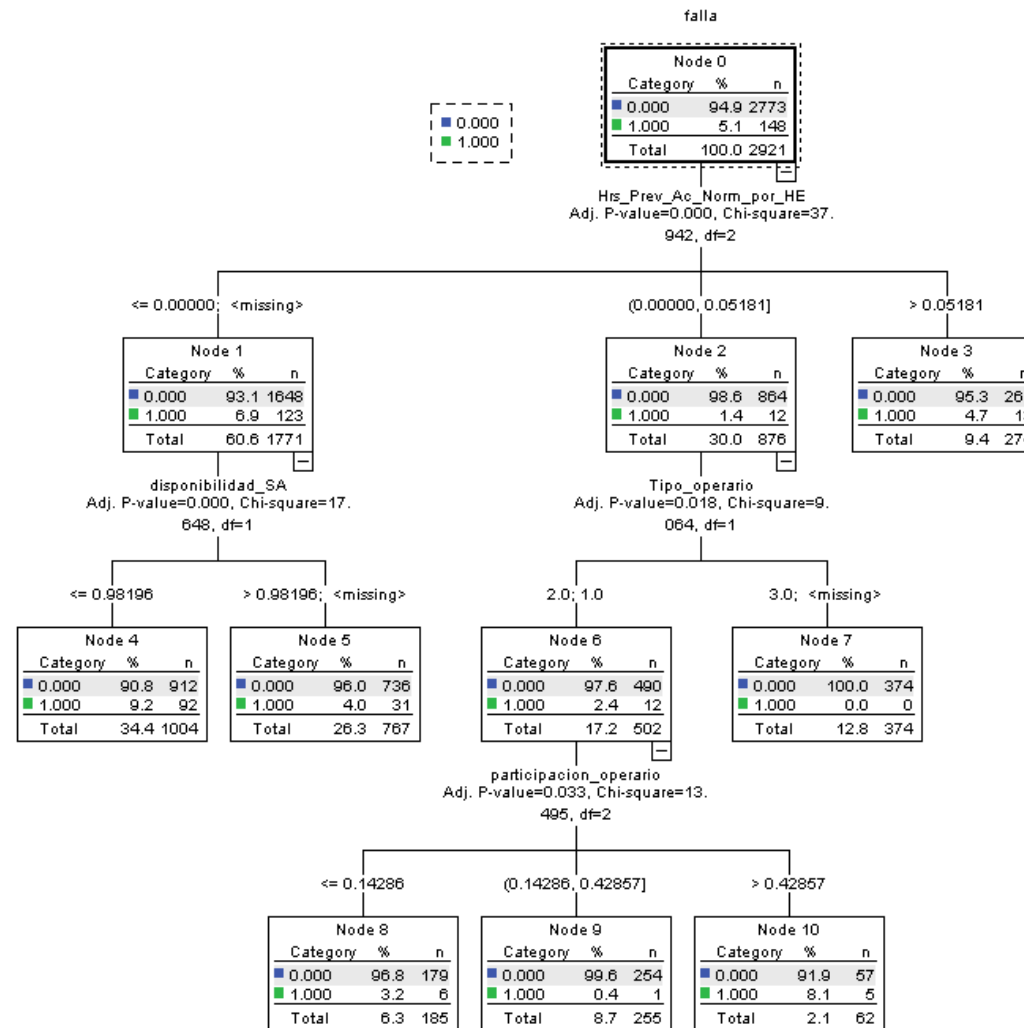 falla
Node 0
Category % n
0.000 94.9 2773
1.000 5.1 148
Total 100.0 2921
0.000
1.000
Hrs_Prev_Ac_Norm_por_HE
Adj. P-value=0.000, Chi-square=37.
942, df=2
<= 0.00000; <missing>
(0.00000, 0.05181]
> 0.05181
Node 1
Category % n
0.000 93.1 1648
1.000 6.9 123
Total 60.6 1771
Node 2
Category % n
0.000 98.6 864
1.000 1.4 12
Total 30.0 876
Node 3
Category %
0.000 95.3
1.000 4.7
Total 9.4
disponibilidad_SA
Adj. P-value=0.000, Chi-square=17.
648, df=1
Tipo_operario
Adj. P-value=0.018, Chi-square=9.
064, df=1
<= 0.98196
> 0.98196; <missing>
2.0; 1.0
3.0; <missing>
Node 4
Category % n
0.000 90.8 912
1.000 9.2 92
Total 34.4 1004
Node 5
Category % n
0.000 96.0 736
1.000 4.0 31
Total 26.3 767
Node 6
Category % n
0.000 97.6 490
1.000 2.4 12
Total 17.2 502
Node 7
Category % n
0.000 100.0 374
1.000 0.0 0
Total 12.8 374
participacion_operario
Adj. P-value=0.033, Chi-square=13.
495, df=2
<= 0.14286
(0.14286, 0.42857]
> 0.42857
Node 8
Category % n
0.000 96.8 179
1.000 3.2 6
Total 6.3 185
Node 9
Category % n
0.000 99.6 254
1.000 0.4 1
Total 8.7 255
Node 10
Category % n
0.000 91.9 57
1.000 8.1 5
Total 2.1 62